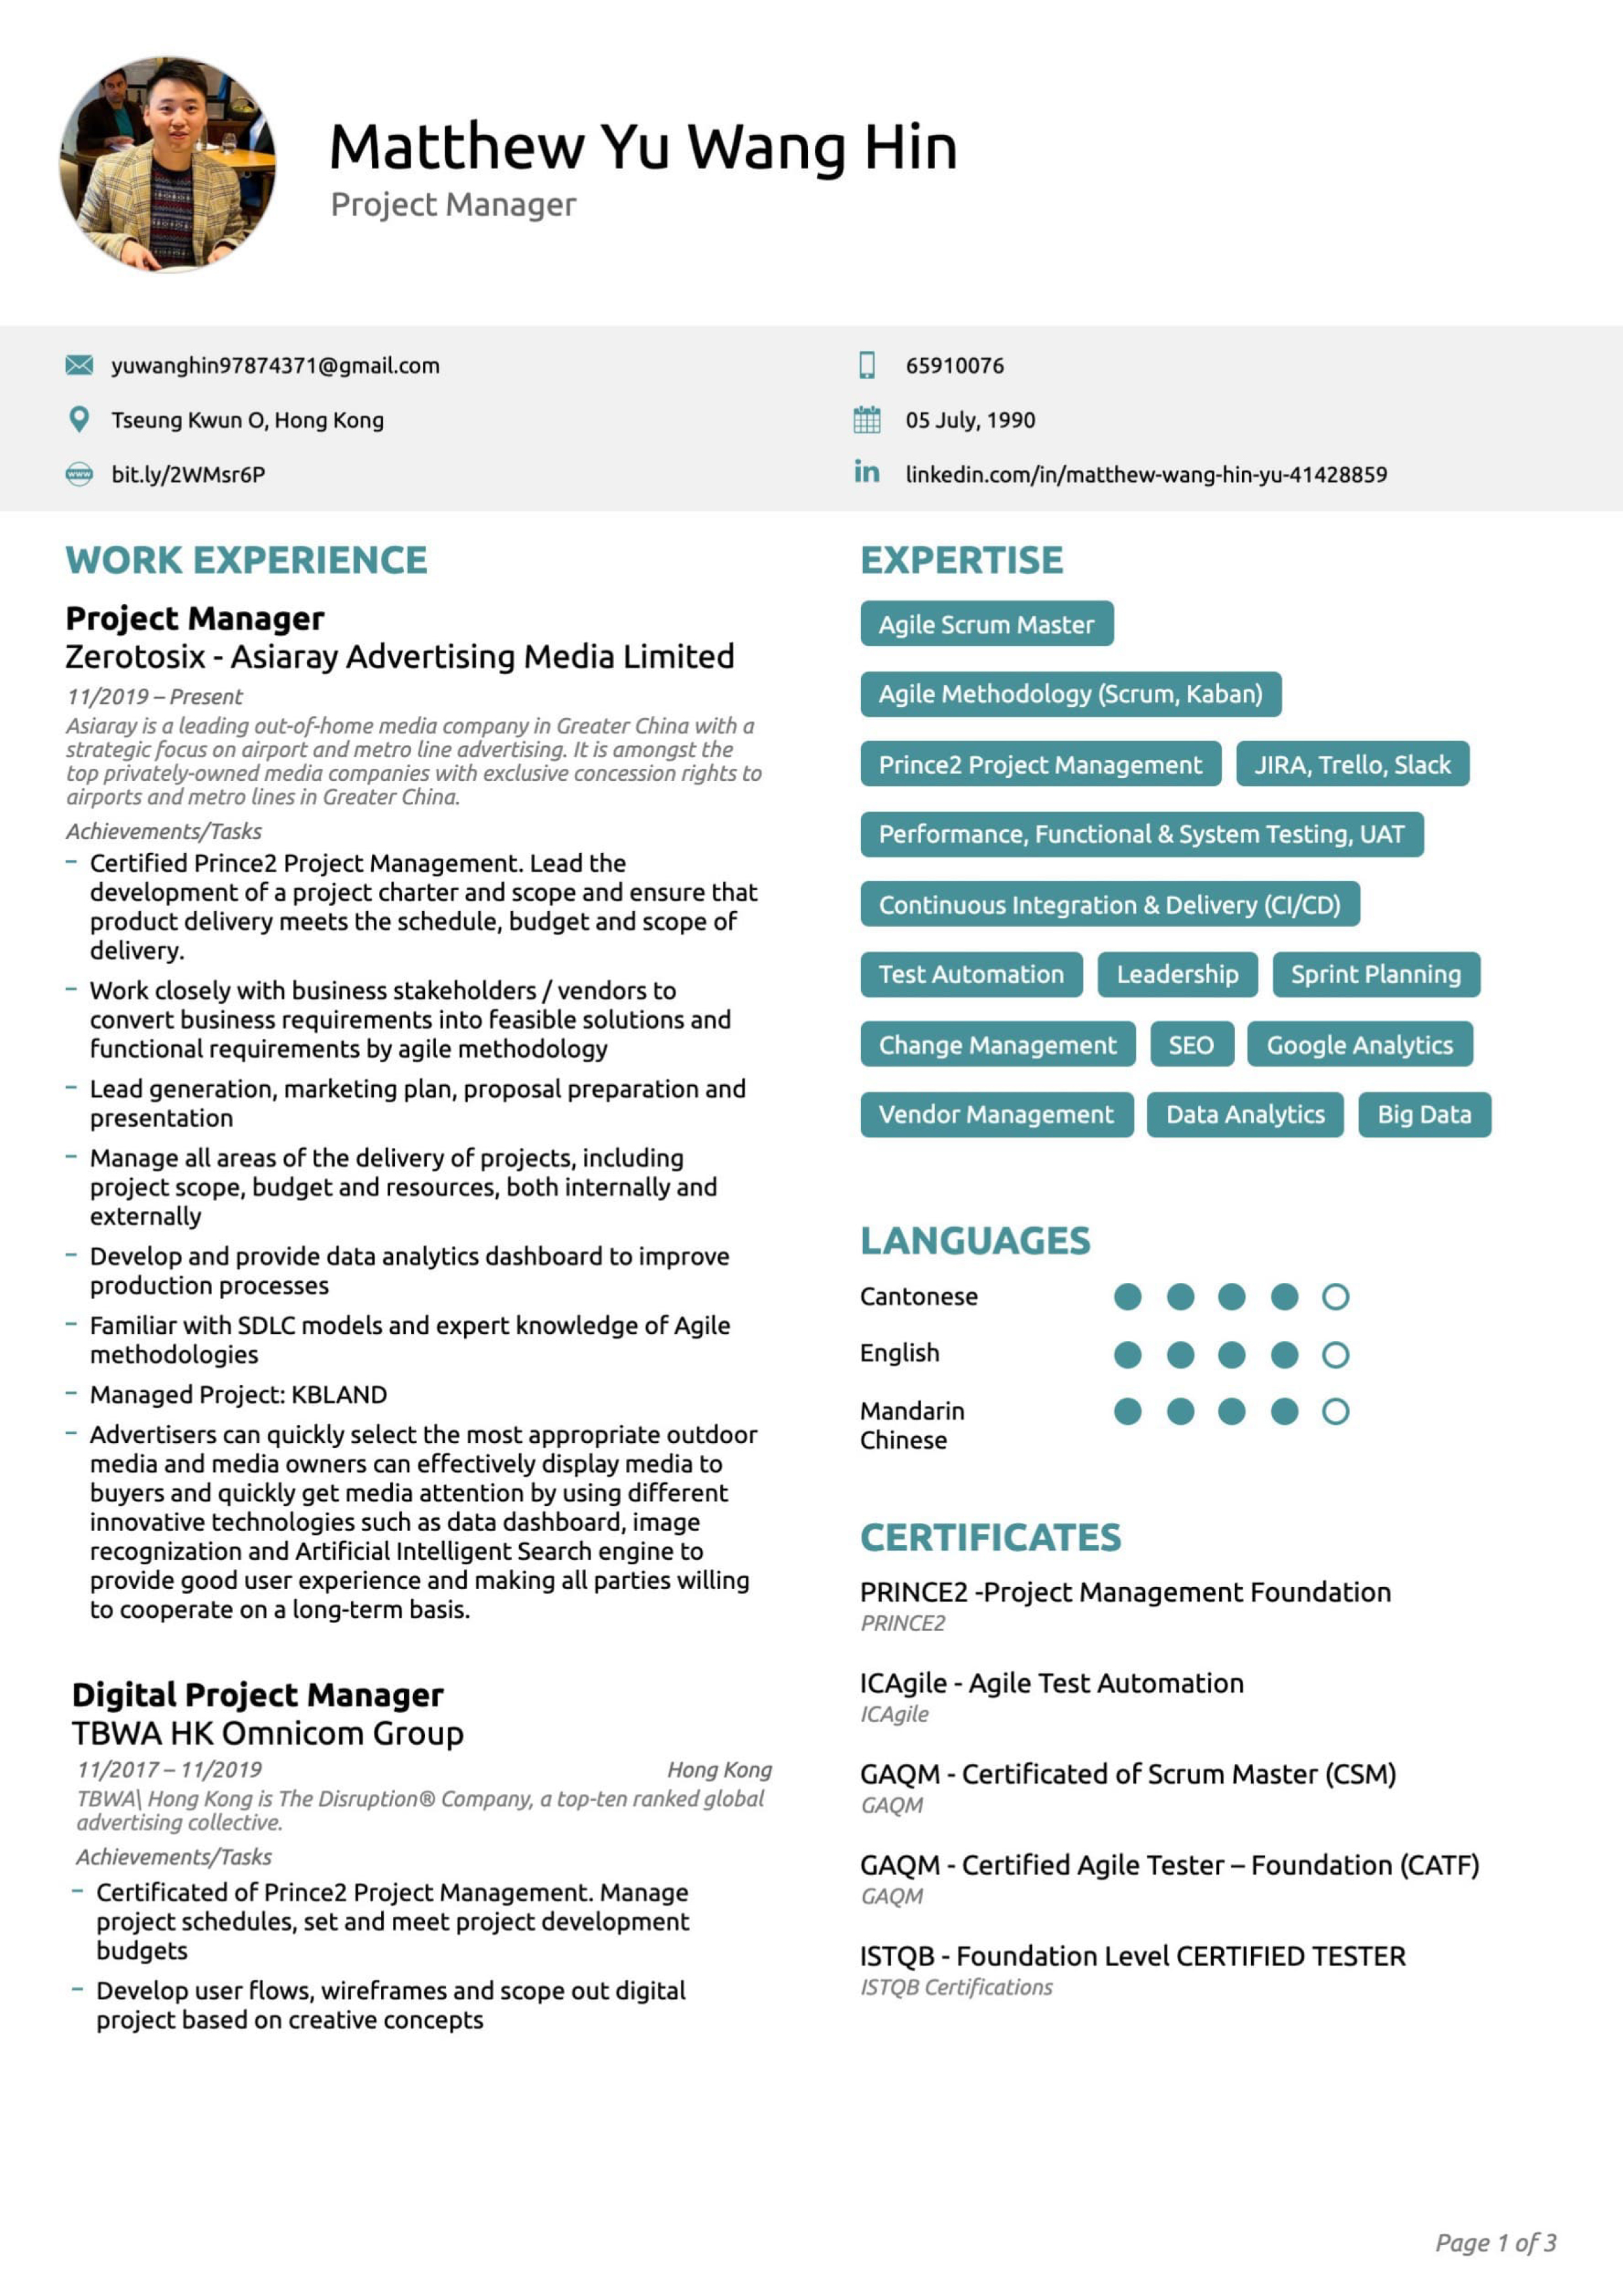 Matthew Yu Wang Hin
Project Manager
yuwanghin97874371@gmail.com
65910076
Tseung Kwun O, Hong Kong
05 July, 1990
www
bit.ly/2WMsr6P
in
linkedin.com/in/matthew-wang-hin-yu-41428859
WORK EXPERIENCE
Project Manager
Zerotosix - Asiaray Advertising Media Limited
11/2019 – Present
Asiaray is a leading out-of-home media company in Greater China with a
strategic focus on airport and metro line advertising. It is amongst the
top privately-owned media companies with exclusive concession rights to
airports and metro lines in Greater China.
Achievements/Tasks
– Certified Prince2 Project Management. Lead the
development of a project charter and scope and ensure that
product delivery meets the schedule, budget and scope of
delivery.
– Work closely with business stakeholders / vendors to
convert business requirements into feasible solutions and
functional requirements by agile methodology
– Lead generation, marketing plan, proposal preparation and
presentation
– Manage all areas of the delivery of projects, including
project scope, budget and resources, both internally and
externally
– Develop and provide data analytics dashboard to improve
production processes
– Familiar with SDLC models and expert knowledge of Agile
methodologies
– Managed Project: KBLAND
– Advertisers can quickly select the most appropriate outdoor
media and media owners can effectively display media to
buyers and quickly get media attention by using different
innovative technologies such as data dashboard, image
recognization and Artificial Intelligent Search engine to
provide good user experience and making all parties willing
to cooperate on a long-term basis.
Digital Project Manager
TBWA HK Omnicom Group
11/2017 – 11/2019 Hong Kong
TBWA\ Hong Kong is The Disruption® Company, a top-ten ranked global
advertising collective.
Achievements/Tasks
– Certificated of Prince2 Project Management. Manage
project schedules, set and meet project development
budgets
– Develop user flows, wireframes and scope out digital
project based on creative concepts
EXPERTISE
Agile Scrum Master
Agile Methodology (Scrum, Kaban)
Prince2 Project Management JIRA, Trello, Slack
Performance, Functional & System Testing, UAT
Continuous Integration & Delivery (CI/CD)
Test Automation Leadership Sprint Planning
Change Management SEO Google Analytics
Vendor Management Data Analytics Big Data
LANGUAGES
Cantonese
English
Mandarin
Chinese
CERTIFICATES
PRINCE2 -Project Management Foundation
PRINCE2
ICAgile - Agile Test Automation
ICAgile
GAQM - Certificated of Scrum Master (CSM)
GAQM
GAQM - Certified Agile Tester – Foundation (CATF)
GAQM
ISTQB - Foundation Level CERTIFIED TESTER
ISTQB Certifications
Page 1 of 3